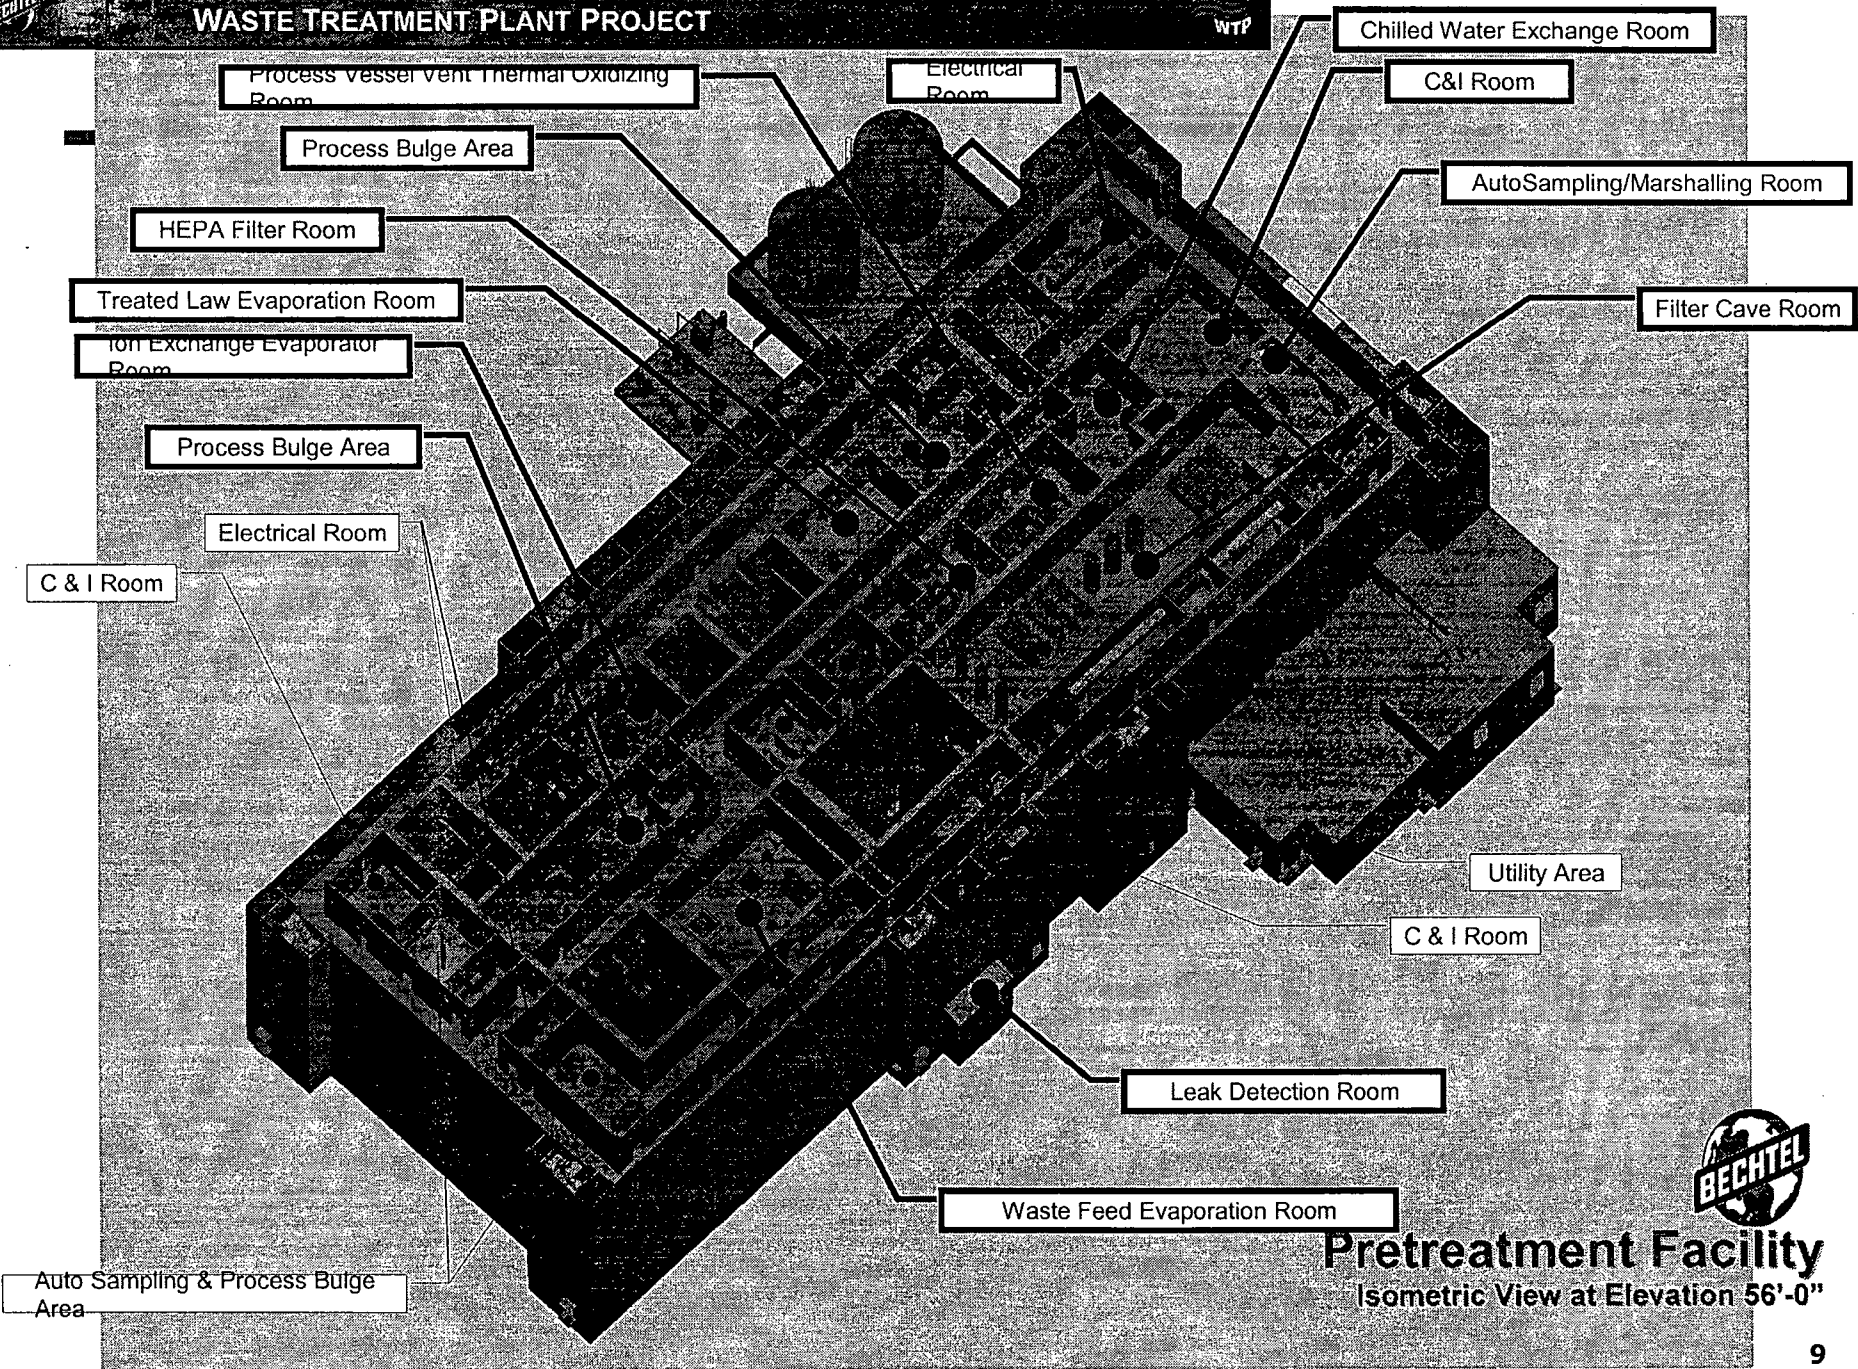 WASTE TREATMENT PLANT PROJECT
WTP
Chilled Water Exchange Room
Process Vessel Vent Thermal Oxidizing
Room
Electrical
Room
C&I Room
Process Bulge Area
AutoSampling/Marshalling Room
HEPA Filter Room
Treated Law Evaporation Room
Filter Cave Room
Ion Exchange Evaporator
Room
Process Bulge Area
Electrical Room
C & I Room
Utility Area
C & I Room
Leak Detection Room
Waste Feed Evaporation Room
BECHTEL
Pretreatment Facility
Isometric View at Elevation 56'-0"
Auto Sampling & Process Bulge
Area
9